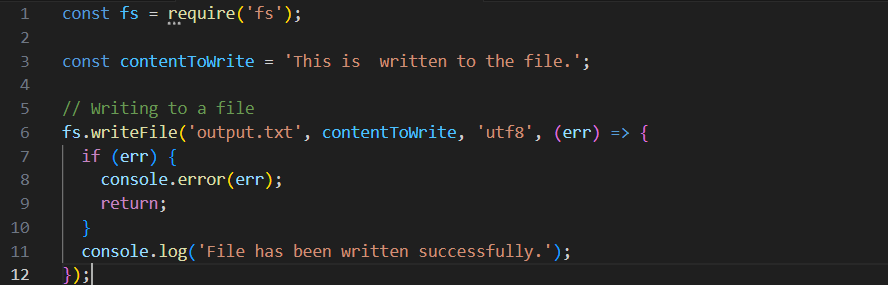 1 const fs = require('fs');
2
3 const contentToWrite = 'This is  written to the file.';
4
5 // Writing to a file
6 fs.writeFile('output.txt', contentToWrite, 'utf8', (err) => {
7   if (err) {
8     console.error(err);
9     return;
10   }
11   console.log('File has been written successfully.');
12 });